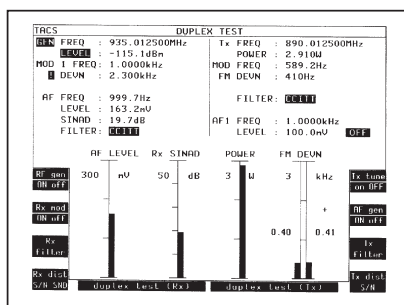 TACS DUPLEX TEST
GEN FREQ : 935.012500MHz Tx FREQ : 890.012500MHz
LEVEL : -115.1dBm POWER : 2.910W
MOD 1 FREQ: 1.0000kHz MOD FREQ : 589.2Hz
! DEVN : 2.300kHz FM DEVN : 410Hz
AF FREQ : 999.7Hz FILTER: CCITT
LEVEL : 163.2mV
SINAD : 19.7dB AF1 FREQ : 1.0000kHz
FILTER: CCITT LEVEL : 100.0mV OFF
AF LEVEL Rx SINAD POWER FM DEVN
RF gen ON off 300 mV 50 dB 3 W 3 kHz Tx tune on OFF
Rx mod ON off + AF gen ON off
0.40 0.41
Rx filter Tx filter
Rx dist S/N SND duplex test (Rx) duplex test (Tx) Tx dist S/N